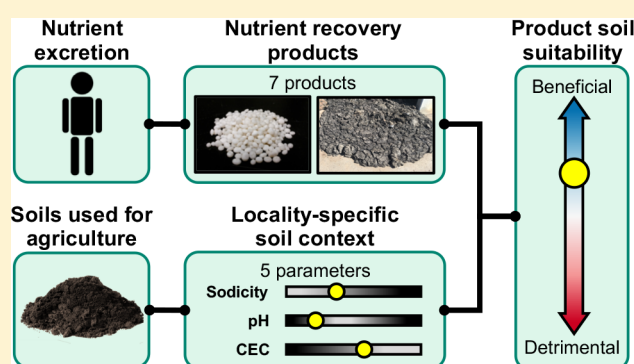 Nutrient
excretion
Nutrient recovery
products
7 products
Product soil
suitability
Beneficial
Soils used for
agriculture
Locality-specific
soil context
5 parameters
Sodicity
pH
CEC
Detrimental